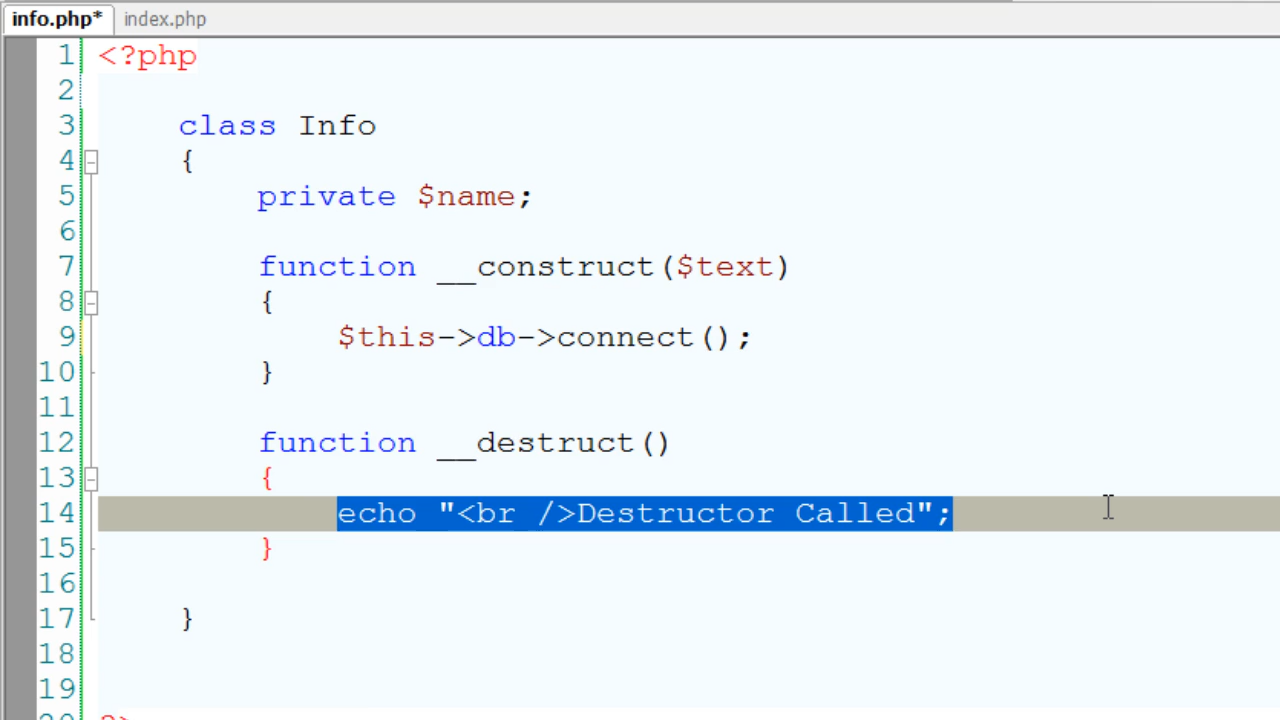 info.php* index.php
1 <?php
2
3 class Info
4 {
5 private $name;
6
7 function __construct($text)
8 {
9 $this->db->connect();
10 }
11
12 function __destruct()
13 {
14 echo "<br />Destructor Called";
15 }
16
17 }
18
19
20 ?>